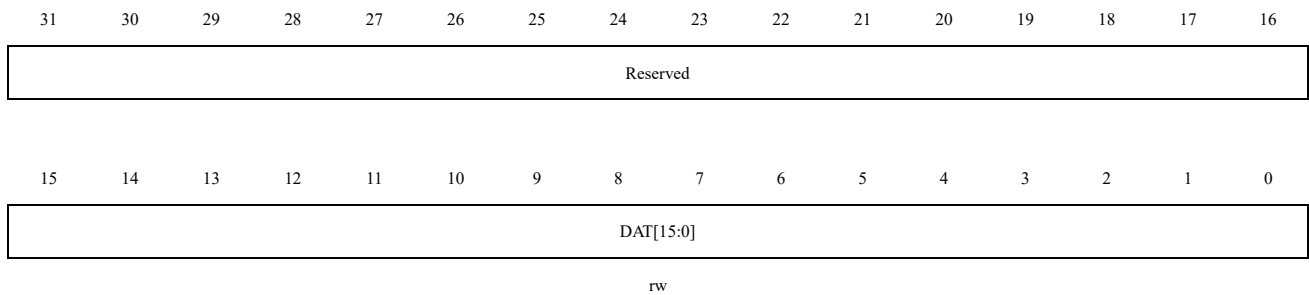 31 30 29 28 27 26 25 24 23 22 21 20 19 18 17 16
Reserved
15 14 13 12 11 10 9 8 7 6 5 4 3 2 1 0
DAT[15:0]
rw